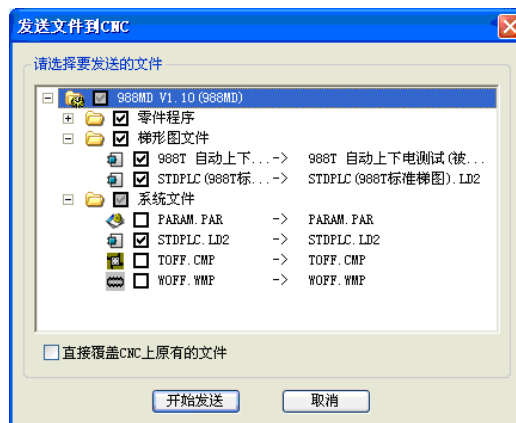 发送文件到CNC
请选择要发送的文件
988MD V1.10(988MD)
零件程序
梯形图文件
988T 自动上下...-> 988T 自动上下电测试(被...
STDPLC(988T标...-> STDPLC(988T标准梯图).LD2
系统文件
PARAM.PAR -> PARAM.PAR
STDPLC.LD2 -> STDPLC.LD2
TOFF.CMP -> TOFF.CMP
WOFF.WMP -> WOFF.WMP
直接覆盖CNC上原有的文件
开始发送 取消